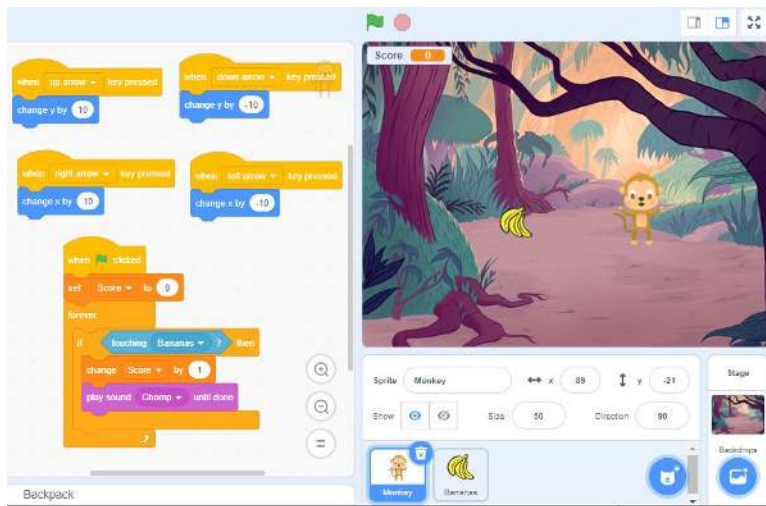 when up arrow key pressed
change y by 10
when down arrow key pressed
change y by -10
when right arrow key pressed
change x by 10
when left arrow key pressed
change x by -10
when clicked
set Score to 0
forever
if touching Bananas ? then
change Score by 1
play sound Chomp until done
Backpack
Score 0
Sprite Monkey x 89 y -21
Show Size 50 Direction 90
Monkey
Bananas
Stage
Backdrops